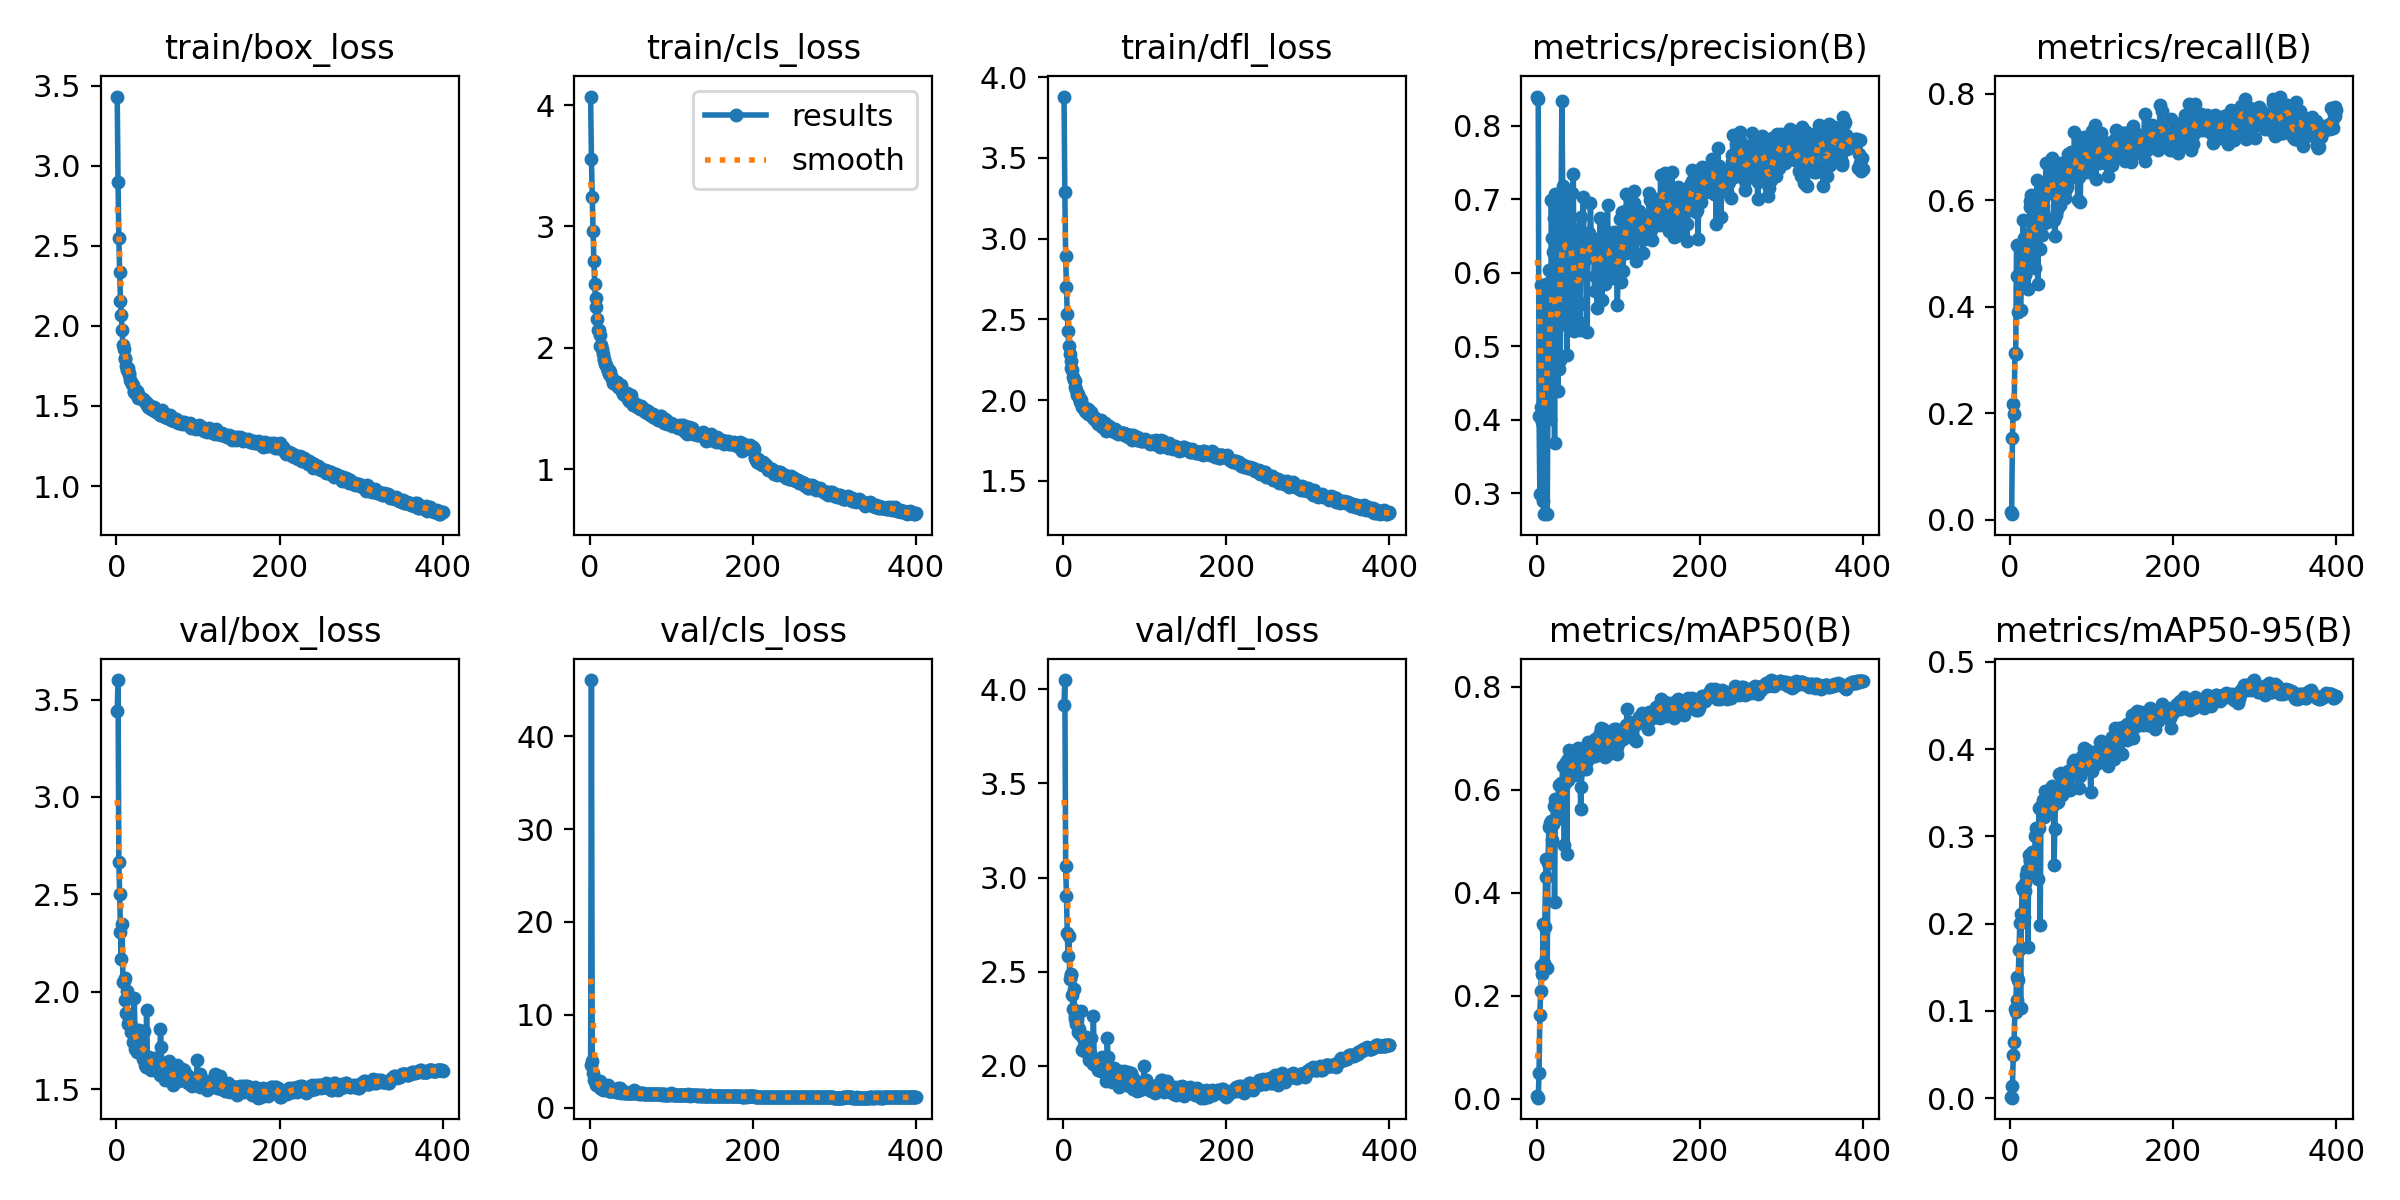 train/box_loss
3.5
3.0
2.5
2.0
1.5
1.0
0 200 400
train/cls_loss
results
smooth
4
3
2
1
0 200 400
train/dfl_loss
4.0
3.5
3.0
2.5
2.0
1.5
0 200 400
metrics/precision(B)
0.8
0.7
0.6
0.5
0.4
0.3
0 200 400
metrics/recall(B)
0.8
0.6
0.4
0.2
0.0
0 200 400
val/box_loss
3.5
3.0
2.5
2.0
1.5
0 200 400
val/cls_loss
40
30
20
10
0
0 200 400
val/dfl_loss
4.0
3.5
3.0
2.5
2.0
0 200 400
metrics/mAP50(B)
0.8
0.6
0.4
0.2
0.0
0 200 400
metrics/mAP50-95(B)
0.5
0.4
0.3
0.2
0.1
0.0
0 200 400